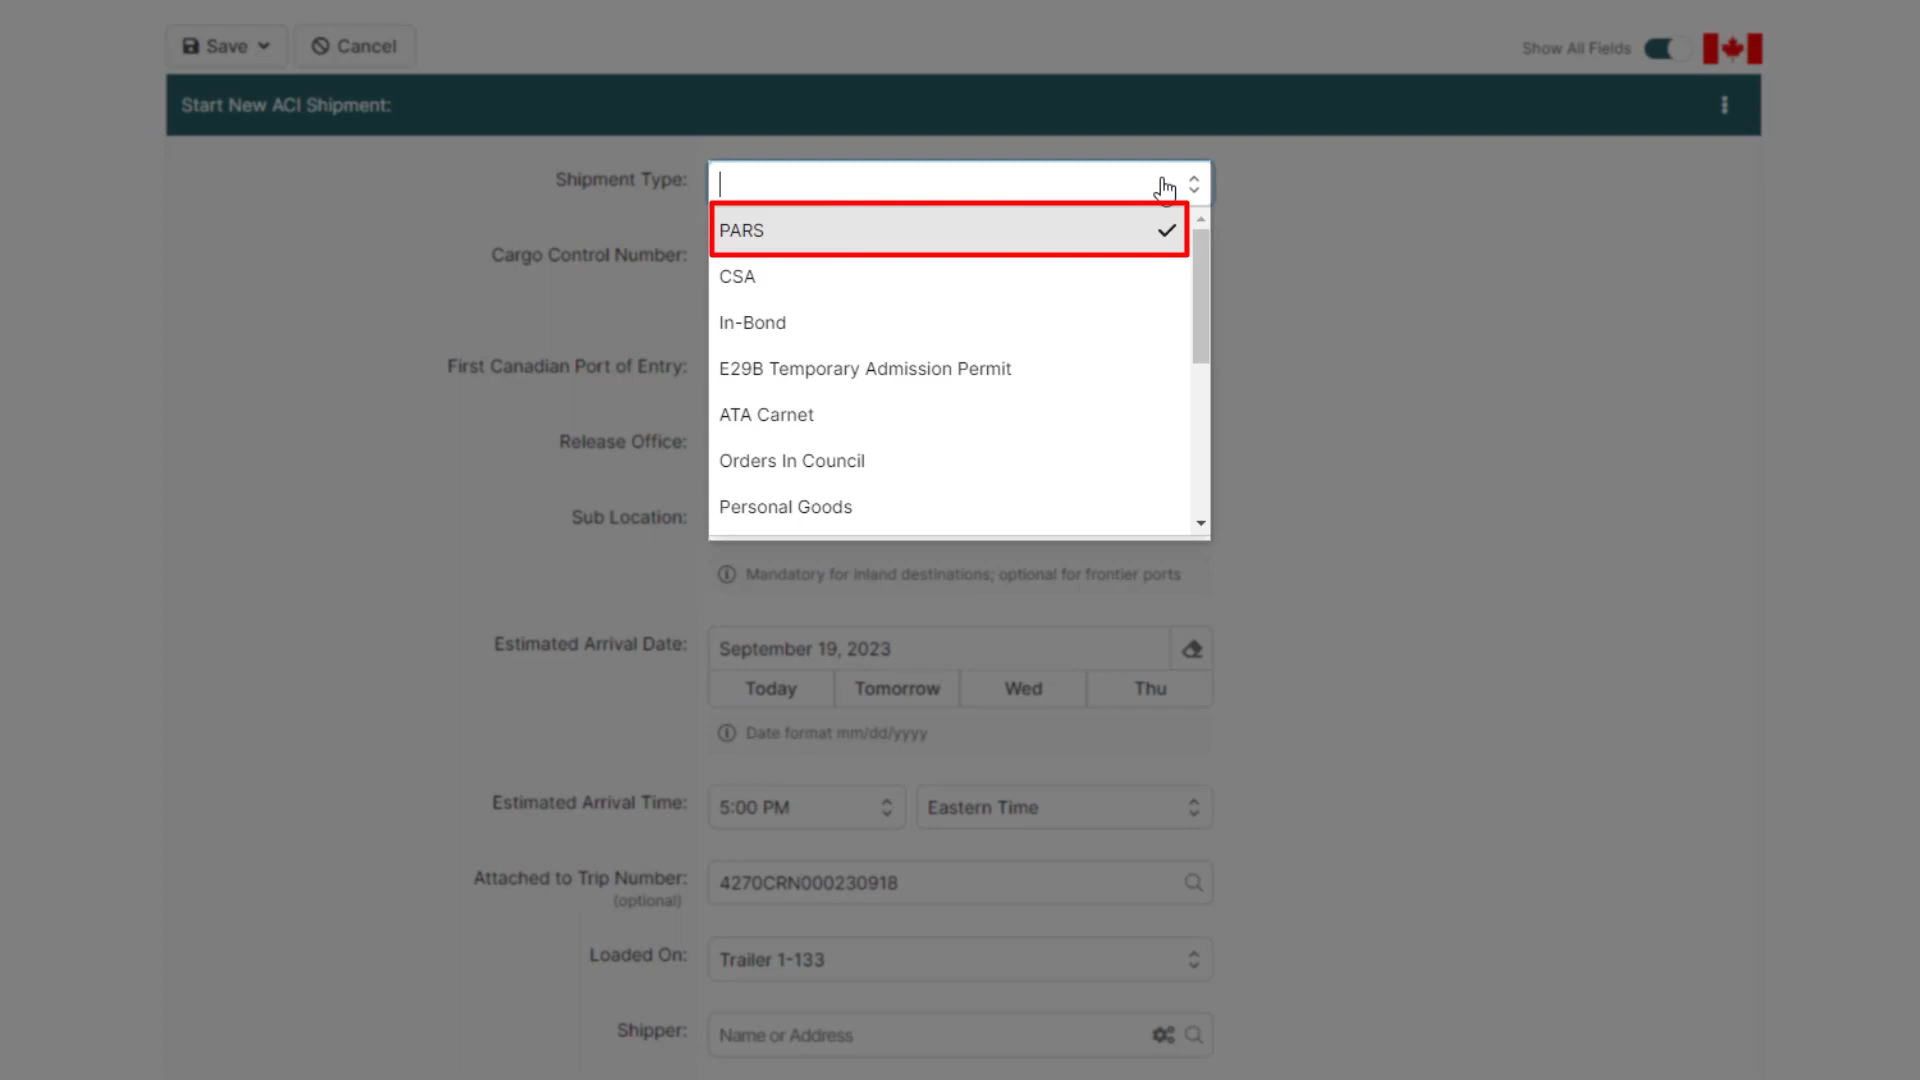 Save
Cancel
Show All Fields
Start New ACI Shipment:
Shipment Type:
PARS
CSA
In-Bond
E29B Temporary Admission Permit
ATA Carnet
Orders In Council
Personal Goods
Cargo Control Number:
First Canadian Port of Entry:
Release Office:
Sub Location:
Mandatory for inland destinations; optional for frontier ports
Estimated Arrival Date:
September 19, 2023
Today Tomorrow Wed Thu
Date format mm/dd/yyyy
Estimated Arrival Time:
5:00 PM
Eastern Time
Attached to Trip Number:
(optional)
4270CRN000230918
Loaded On:
Trailer 1-133
Shipper:
Name or Address